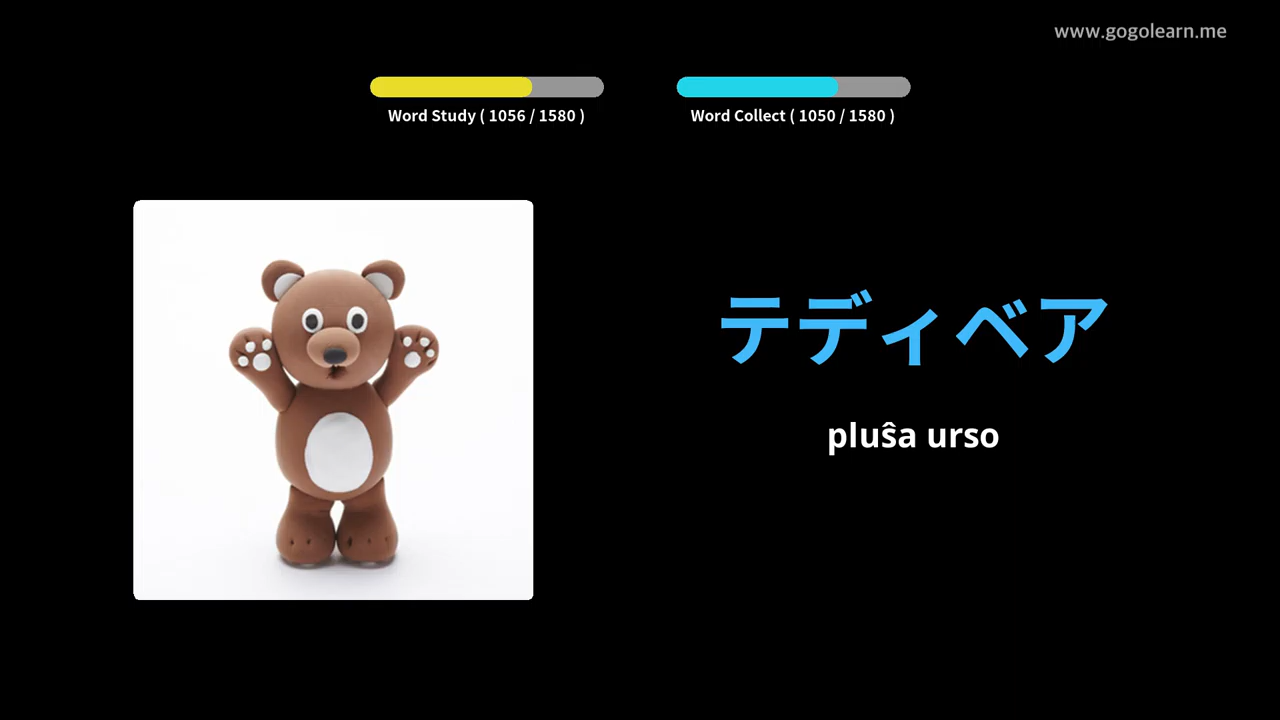 www.gogolearn.me
Word Study ( 1056 / 1580 )
Word Collect ( 1050 / 1580 )
テディベア
pluŝa urso